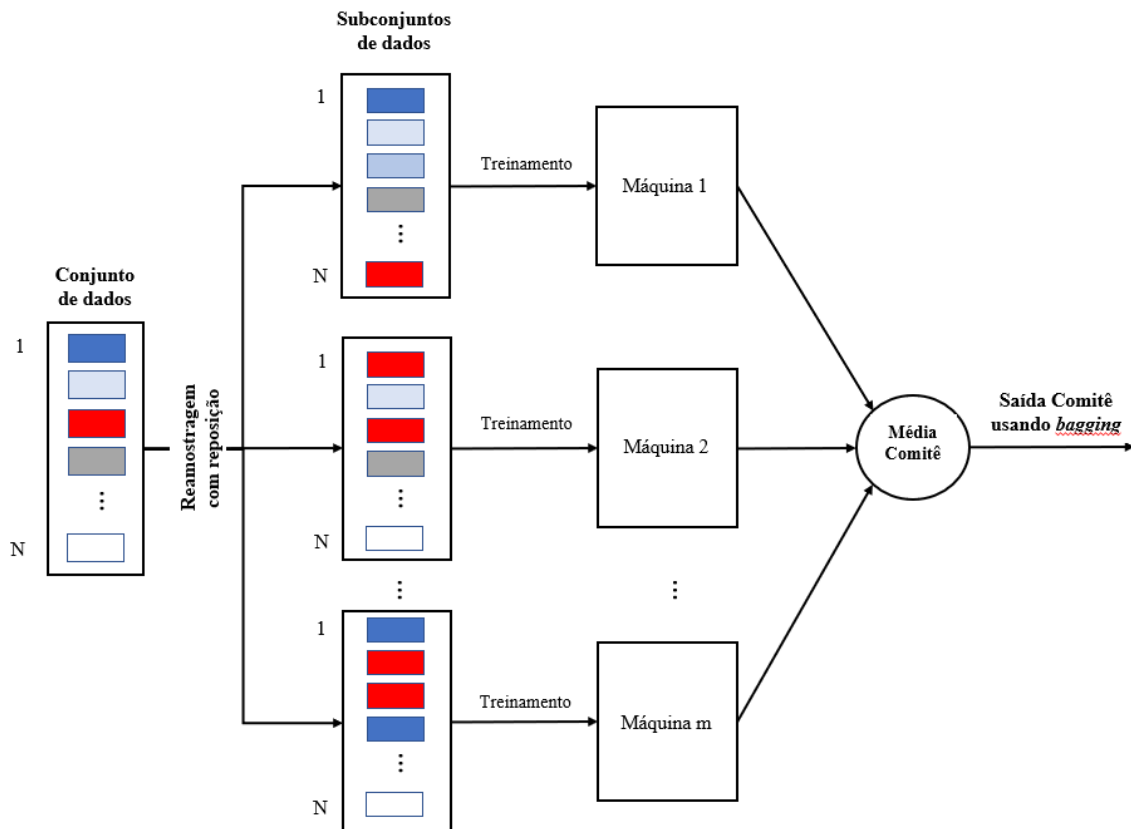 Subconjuntos
de dados
1
Treinamento
Máquina 1
...
N
Conjunto
de dados
1
...
N
Reamostragem
com reposição
1
Treinamento
Máquina 2
...
N
Média
Comitê
Saída Comitê
usando bagging
...
...
1
Treinamento
Máquina m
...
N